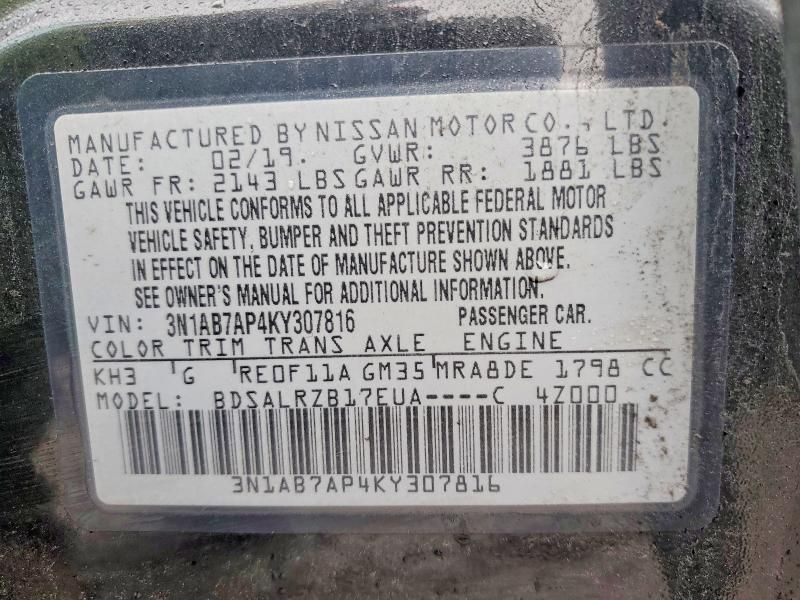 MANUFACTURED BY NISSAN MOTOR CO., LTD.
DATE: 02/19. GVWR: 3876 LBS
GAWR FR: 2143 LBS GAWR RR: 1881 LBS
THIS VEHICLE CONFORMS TO ALL APPLICABLE FEDERAL MOTOR
VEHICLE SAFETY, BUMPER AND THEFT PREVENTION STANDARDS
IN EFFECT ON THE DATE OF MANUFACTURE SHOWN ABOVE.
SEE OWNER'S MANUAL FOR ADDITIONAL INFORMATION.
VIN: 3N1AB7AP4KY307816 PASSENGER CAR.
COLOR TRIM TRANS AXLE ENGINE
KH3 G RE0F11A GM35 MRA8DE 1798 CC
MODEL: BDSALRZB17EUA----C 4Z000
3N1AB7AP4KY307816